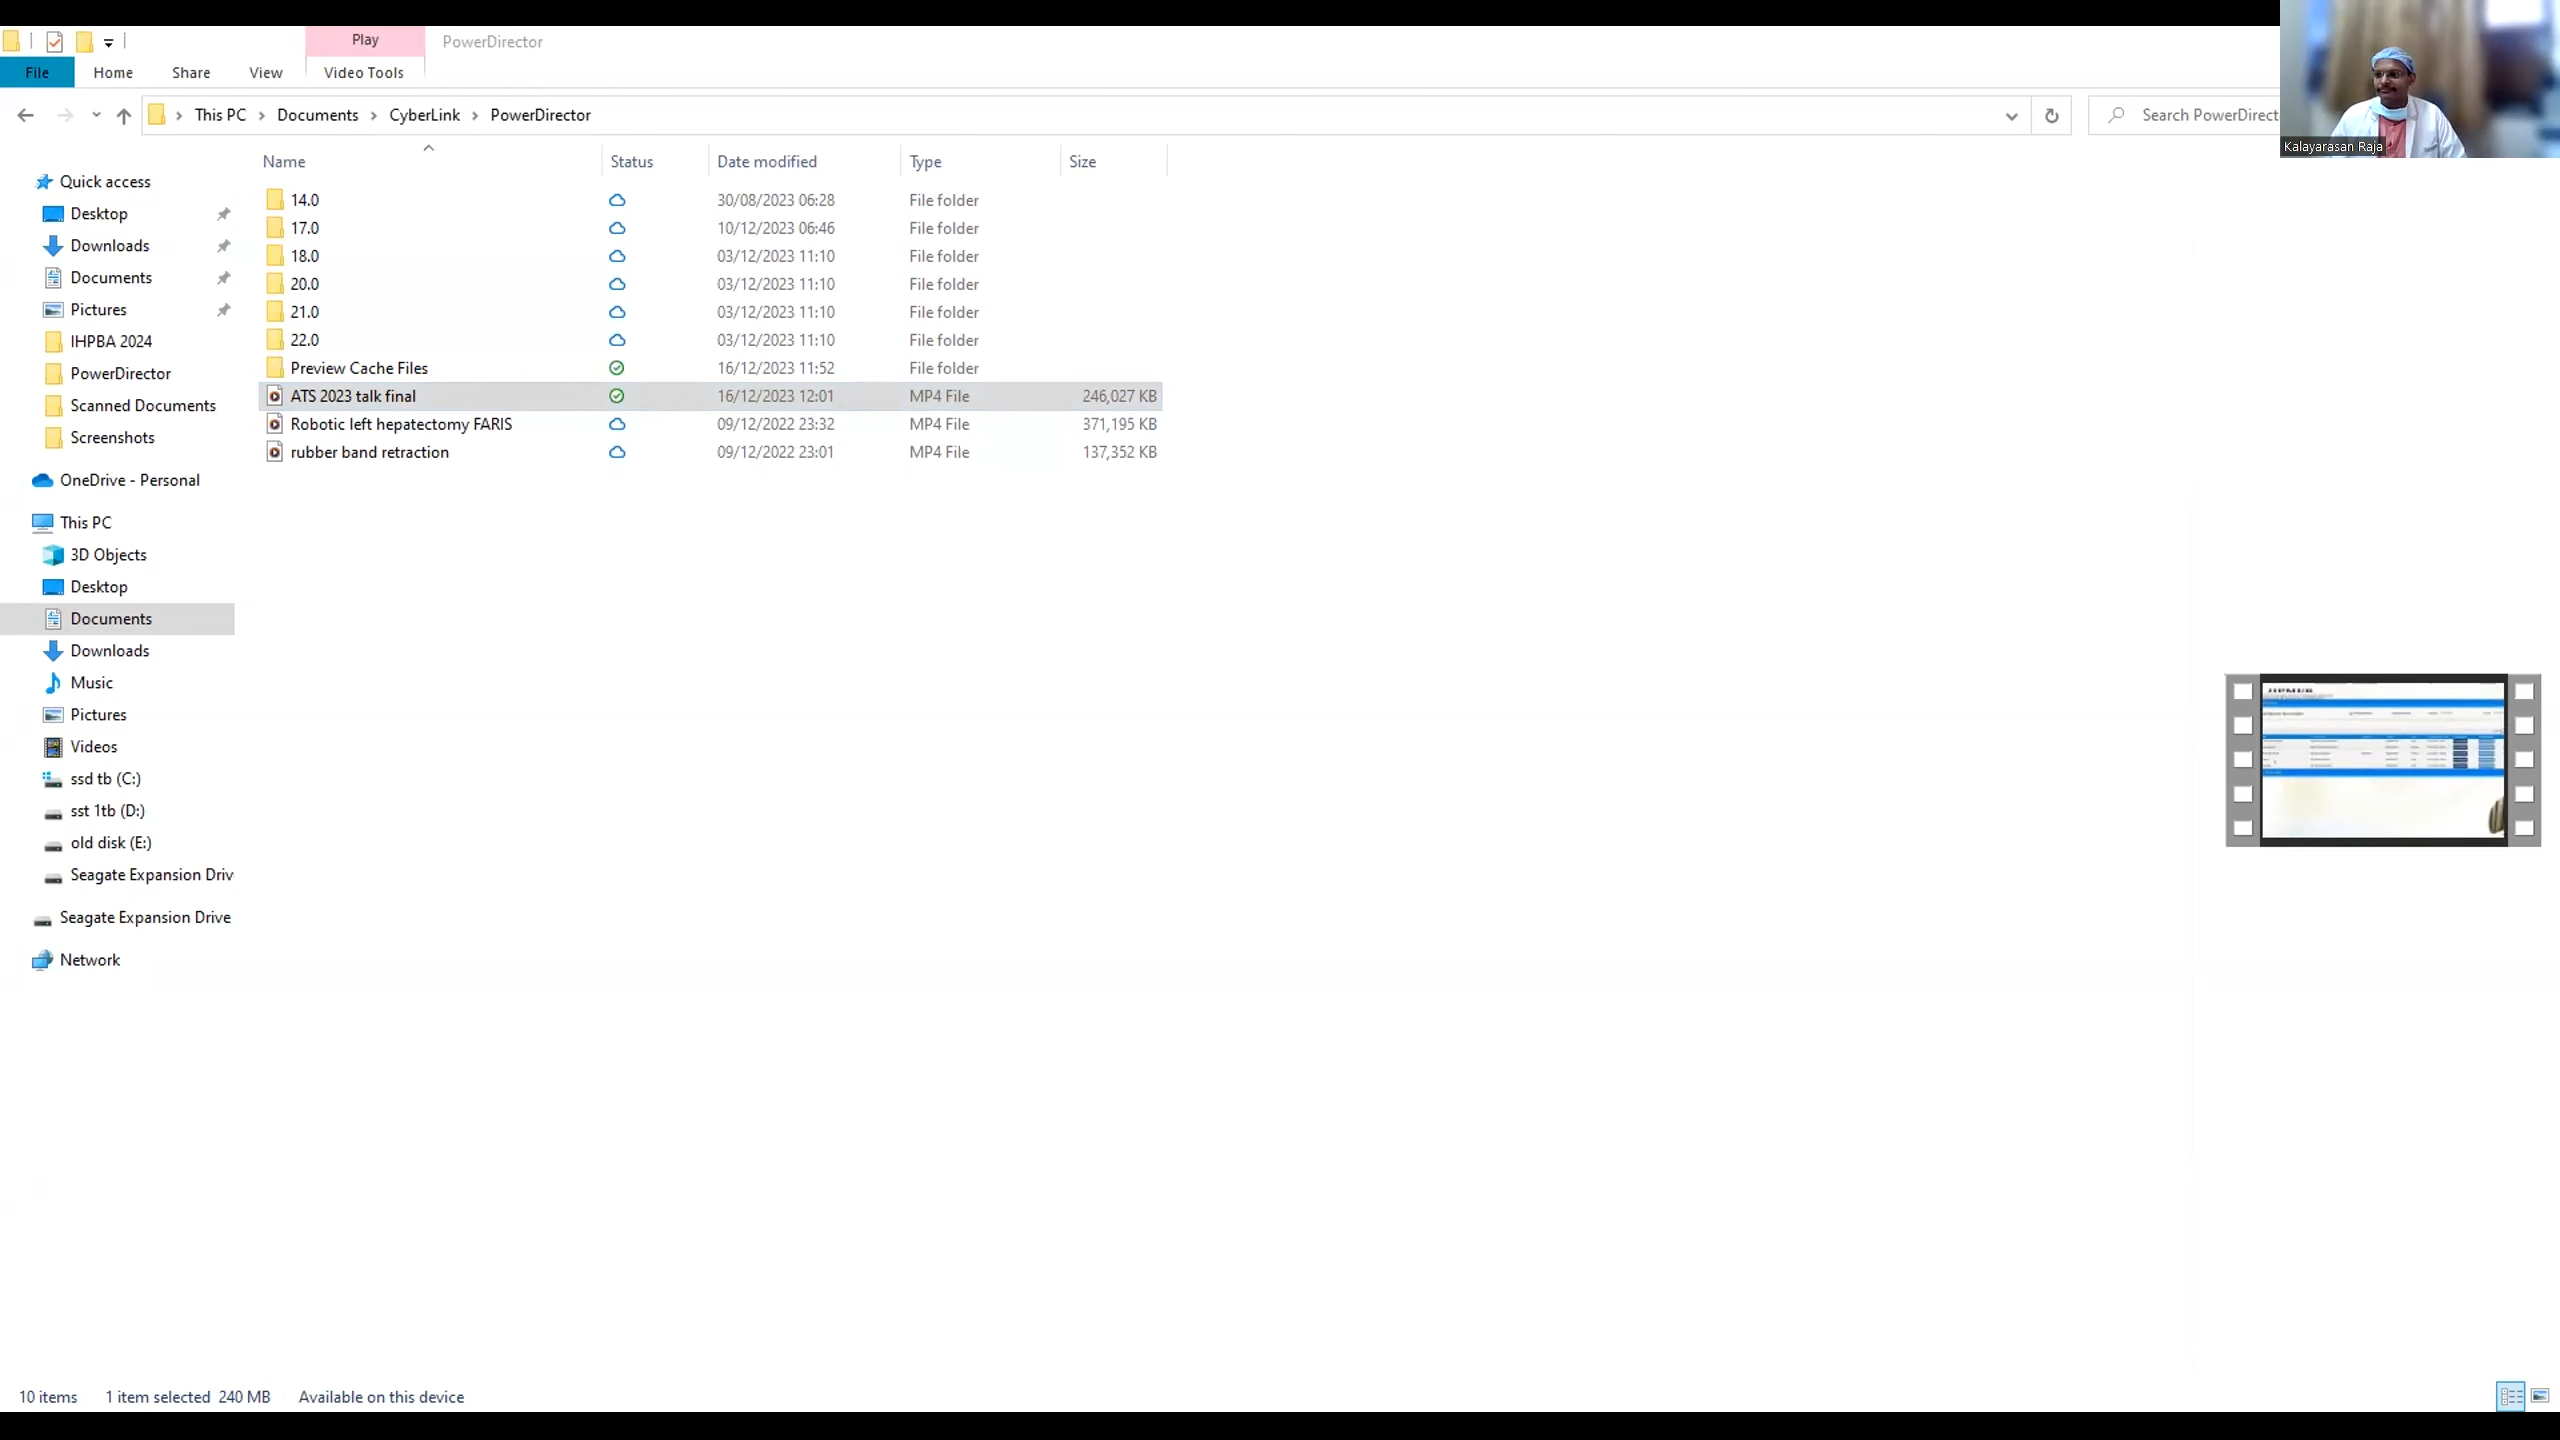 Play
PowerDirector
File
Home
Share
View
Video Tools
This PC
Documents
CyberLink
PowerDirector
Search PowerDirect
Kalayarasan Raja
Name
Status
Date modified
Type
Size
Quick access
Desktop
Downloads
Documents
Pictures
IHPBA 2024
PowerDirector
Scanned Documents
Screenshots
OneDrive - Personal
This PC
3D Objects
Desktop
Documents
Downloads
Music
Pictures
Videos
ssd tb (C:)
sst 1tb (D:)
old disk (E:)
Seagate Expansion Driv
Seagate Expansion Drive
Network
14.0 30/08/2023 06:28 File folder
17.0 10/12/2023 06:46 File folder
18.0 03/12/2023 11:10 File folder
20.0 03/12/2023 11:10 File folder
21.0 03/12/2023 11:10 File folder
22.0 03/12/2023 11:10 File folder
Preview Cache Files 16/12/2023 11:52 File folder
ATS 2023 talk final 16/12/2023 12:01 MP4 File 246,027 KB
Robotic left hepatectomy FARIS 09/12/2022 23:32 MP4 File 371,195 KB
rubber band retraction 09/12/2022 23:01 MP4 File 137,352 KB
10 items 1 item selected 240 MB Available on this device